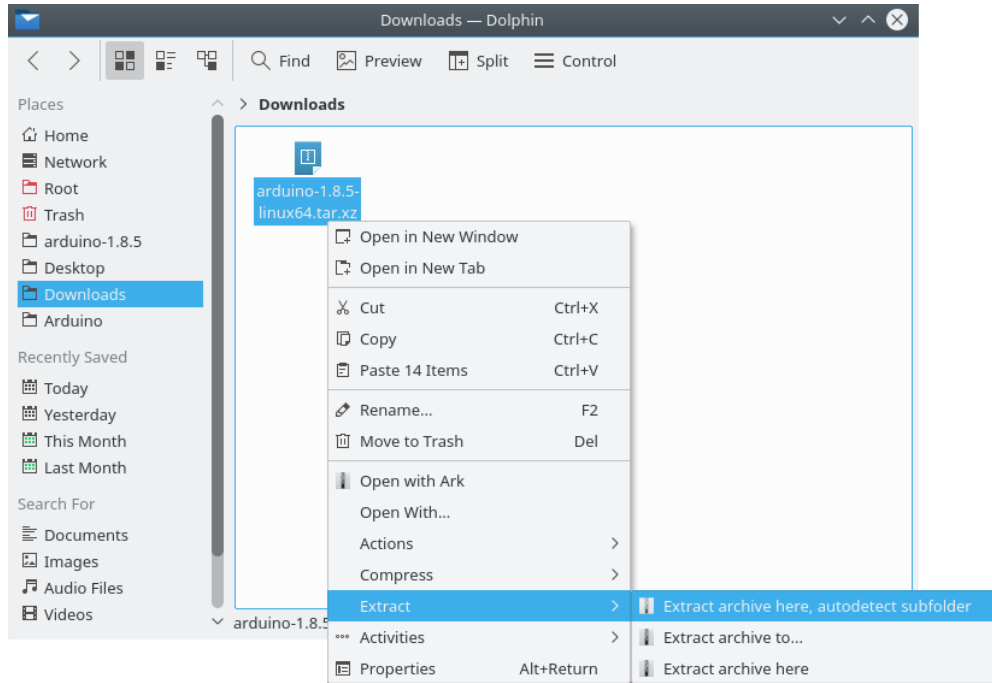 Downloads — Dolphin
Find Preview Split Control
Places
Home
Network
Root
Trash
arduino-1.8.5
Desktop
Downloads
Arduino
Recently Saved
Today
Yesterday
This Month
Last Month
Search For
Documents
Images
Audio Files
Videos
> Downloads
arduino-1.8.5-
linux64.tar.xz
arduino-1.8.5
Open in New Window
Open in New Tab
Cut Ctrl+X
Copy Ctrl+C
Paste 14 Items Ctrl+V
Rename... F2
Move to Trash Del
Open with Ark
Open With...
Actions
Compress
Extract
Activities
Properties Alt+Return
Extract archive here, autodetect subfolder
Extract archive to...
Extract archive here